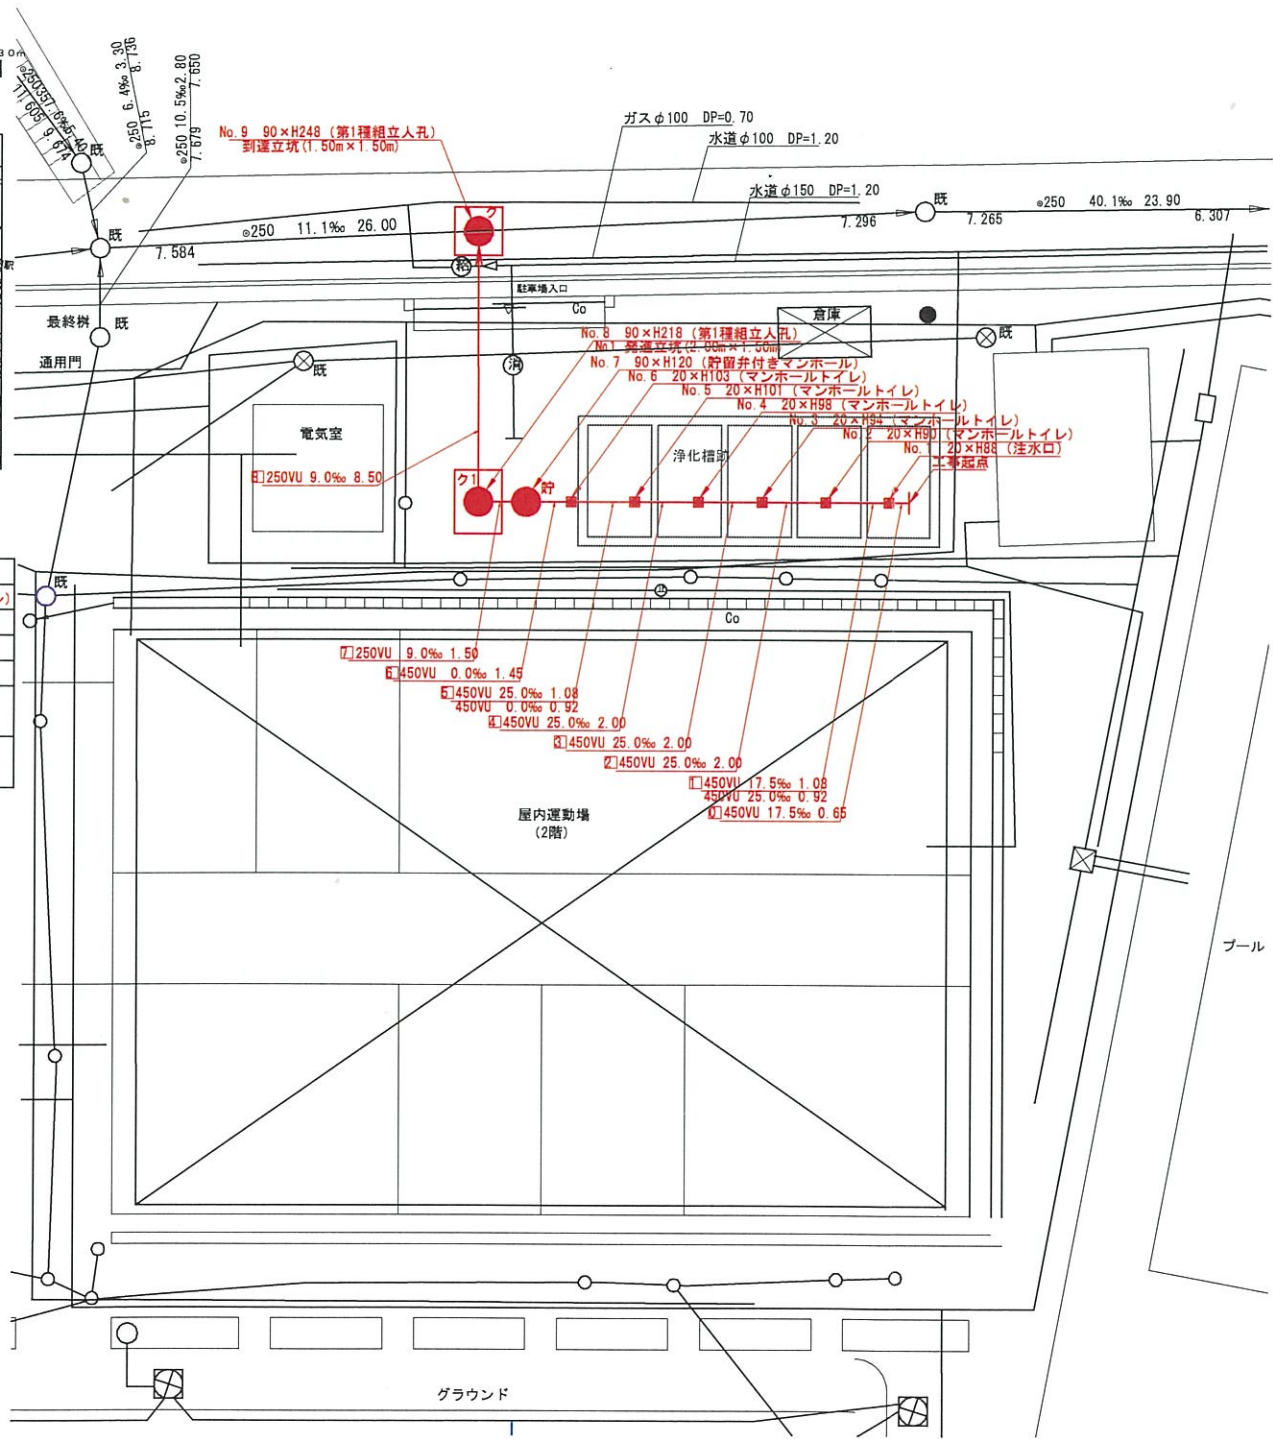 30m
⊚250 357.6‰ 5.40
11.605 9.674
⊚250 6.4‰ 3.30
8.715 8.736
⊚250 10.5‰ 2.80
7.679 7.650
既
No.9 90×H248 (第1種組立人孔)
到達立坑(1.50m×1.50m)
ガスφ100 DP=0.70
水道φ100 DP=1.20
水道φ150 DP=1.20
既
⊚250 11.1‰ 26.00
7.584
ク
既
7.296
7.265
⊚250 40.1‰ 23.90
6.307
駐車場入口
Co
最終桝
既
通用門
倉庫
既
既
消
No.8 90×H218 (第1種組立人孔)
No.1 発進立坑(2.00m×1.50m)
No.7 90×H120 (貯留弁付きマンホール)
No.6 20×H103 (マンホールトイレ)
No.5 20×H101 (マンホールトイレ)
No.4 20×H98 (マンホールトイレ)
No.3 20×H94 (マンホールトイレ)
No.2 20×H90 (マンホールトイレ)
No.1 20×H88 (注水口)
工事起点
電気室
浄化槽跡
8 250VU 9.0‰ 8.50
ク1
貯
既
Co
7 250VU 9.0‰ 1.50
6 450VU 0.0‰ 1.45
5 450VU 25.0‰ 1.08
450VU 0.0‰ 0.92
4 450VU 25.0‰ 2.00
3 450VU 25.0‰ 2.00
2 450VU 25.0‰ 2.00
1 450VU 17.5‰ 1.08
450VU 25.0‰ 0.92
0 450VU 17.5‰ 0.65
屋内運動場
(2階)
プール
グラウンド